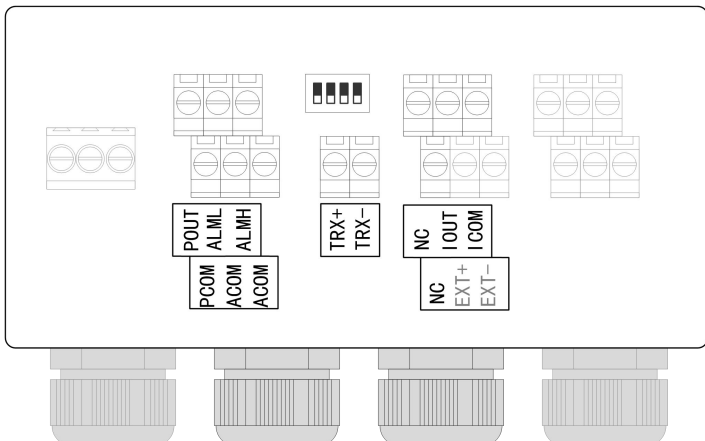 POUT
ALML
ALMH
PCOM
ACOM
ACOM
TRX+
TRX-
NC
IOUT
ICOM
NC
EXT+
EXT-